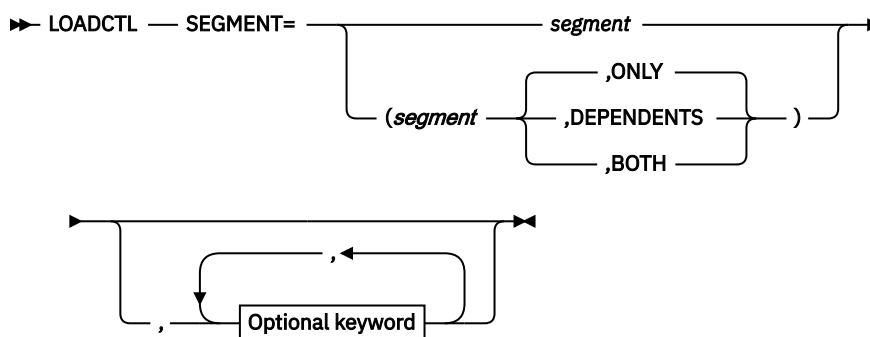 LOADCTL SEGMENT= segment
,ONLY
(segment ,DEPENDENTS )
,BOTH
,
, Optional keyword